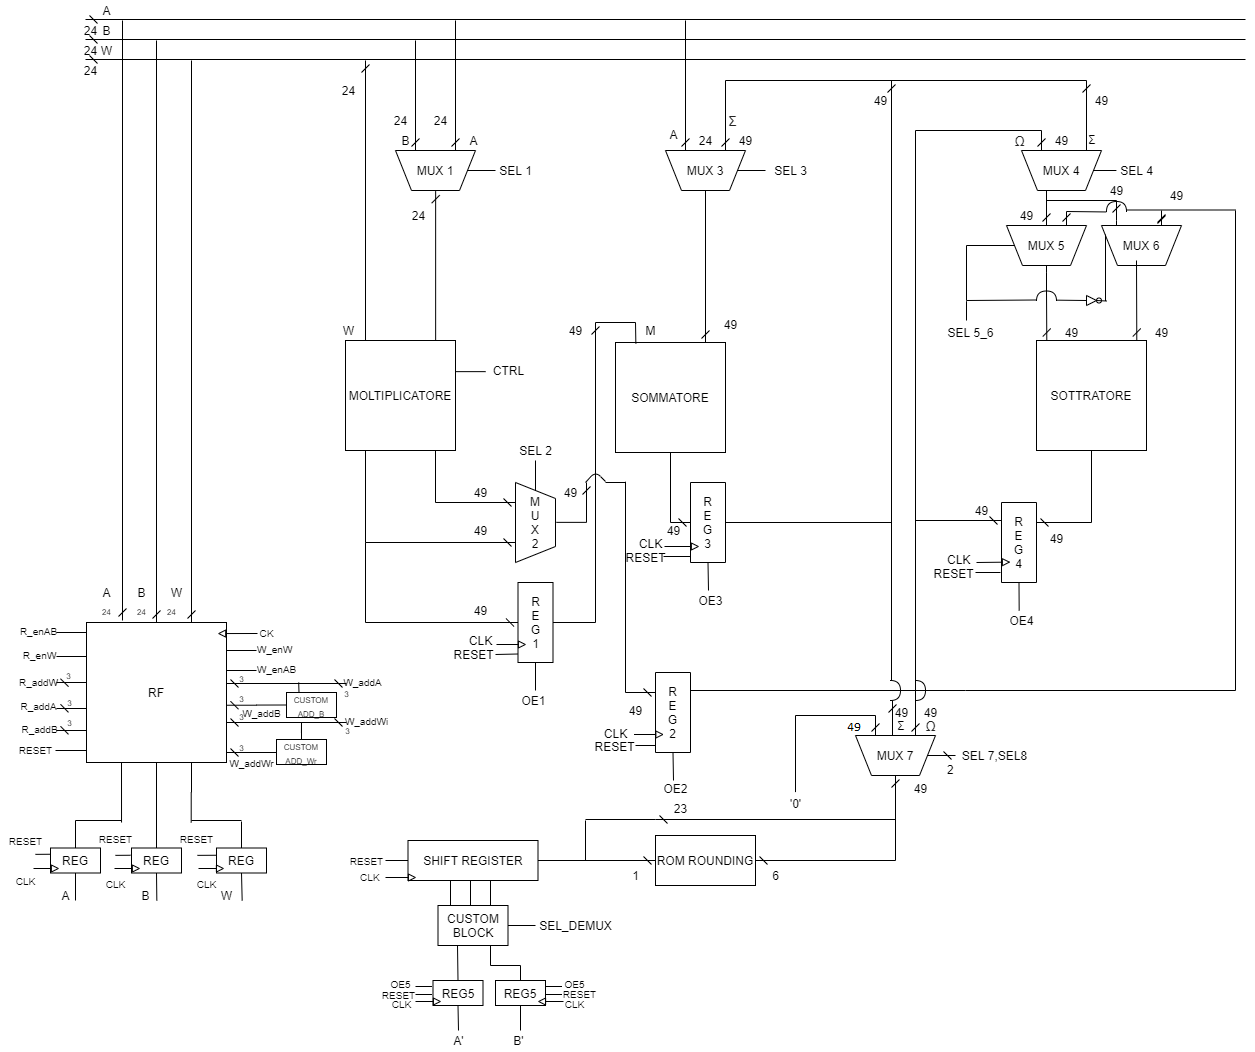 A
24 B
24 W
24
24
24 24
B A
MUX 1
SEL 1
24
Σ
A 24 49
MUX 3
SEL 3
49
49
Ω 49 Σ
MUX 4
SEL 4
49
49
49
MUX 5
MUX 6
SEL 5_6
49
49
W
MOLTIPLICATORE
CTRL
49
M
49
SOMMATORE
SOTTRATORE
SEL 2
49
49
49
MUX2
49
REG 1
CLK
RESET
OE1
49
REG 3
CLK
RESET
OE3
49
REG 4
49
CLK
RESET
OE4
49
REG 2
CLK
RESET
OE2
A B W
24 24 24
RF
R_enAB
R_enW
R_addW 3
R_addA 3
R_addB 3
RESET
CK
W_enW
W_enAB
3 W_addA
3
3 CUSTOM ADD_B
W_addB
3 W_addWi
3
3 CUSTOM ADD_Wr
W_addWr
RESET
RESET
RESET
REG
REG
REG
CLK
CLK
CLK
A
B
W
49 49
49 Σ Ω
MUX 7
SEL 7,SEL8
2
'0'
49
23
RESET
CLK
SHIFT REGISTER
1
ROM ROUNDING
6
CUSTOM
BLOCK
SEL_DEMUX
OE5
RESET
CLK
REG5
REG5
OE5
RESET
CLK
A'
B'